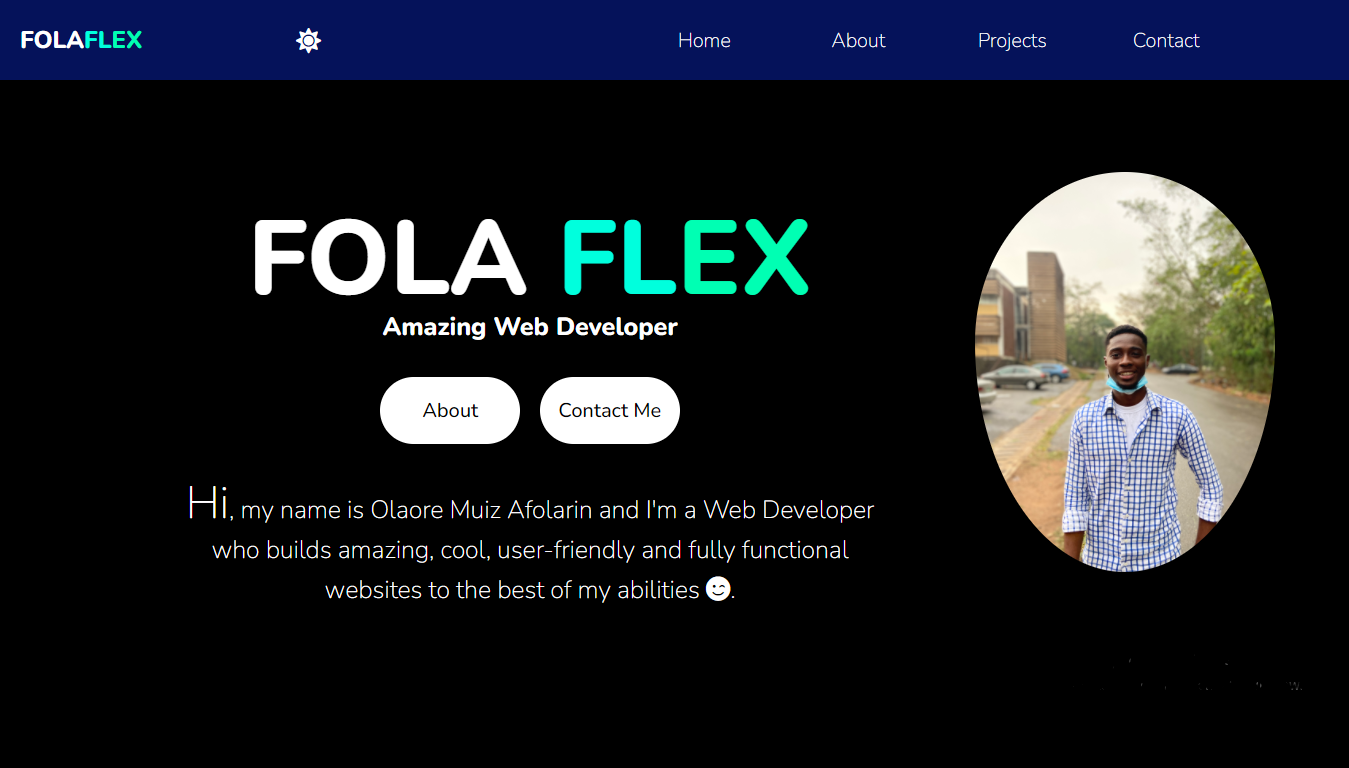 FOLAFLEX
Home About Projects Contact
FOLA FLEX
Amazing Web Developer
About Contact Me
Hi, my name is Olaore Muiz Afolarin and I'm a Web Developer
who builds amazing, cool, user-friendly and fully functional
websites to the best of my abilities 😉.